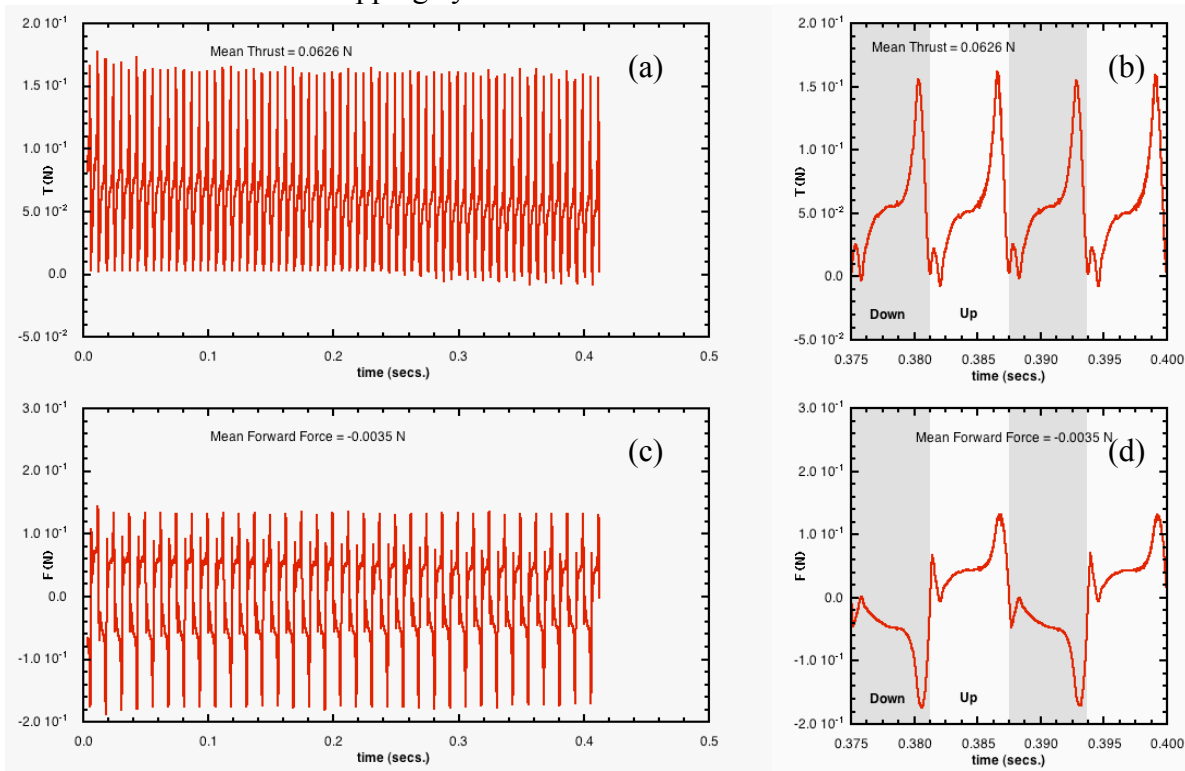 pping
2.0 10¹
Mean Thrust = 0.0626 N
(a)
1.5 10⁻¹
1.0 10⁻¹
T (N)
5.0 10⁻²
0.0
-5.0 10⁻²
0.0 0.1 0.2 0.3 0.4 0.5
time (secs.)
2.0 10¹
Mean Thrust = 0.0626 N
(b)
1.5 10⁻¹
1.0 10⁻¹
T (N)
5.0 10⁻²
0.0
Down Up
-5.0 10⁻²
0.375 0.380 0.385 0.390 0.395 0.400
time (secs.)
3.0 10⁻¹
Mean Forward Force = -0.0035 N
(c)
2.0 10⁻¹
1.0 10⁻¹
F (N)
0.0
-1.0 10⁻¹
-2.0 10⁻¹
0.0 0.1 0.2 0.3 0.4 0.5
time (secs.)
3.0 10⁻¹
Mean Forward Force = -0.0035 N
(d)
2.0 10⁻¹
1.0 10⁻¹
F (N)
0.0
-1.0 10⁻¹
Down Up
-2.0 10⁻¹
0.375 0.380 0.385 0.390 0.395 0.400
time (secs.)